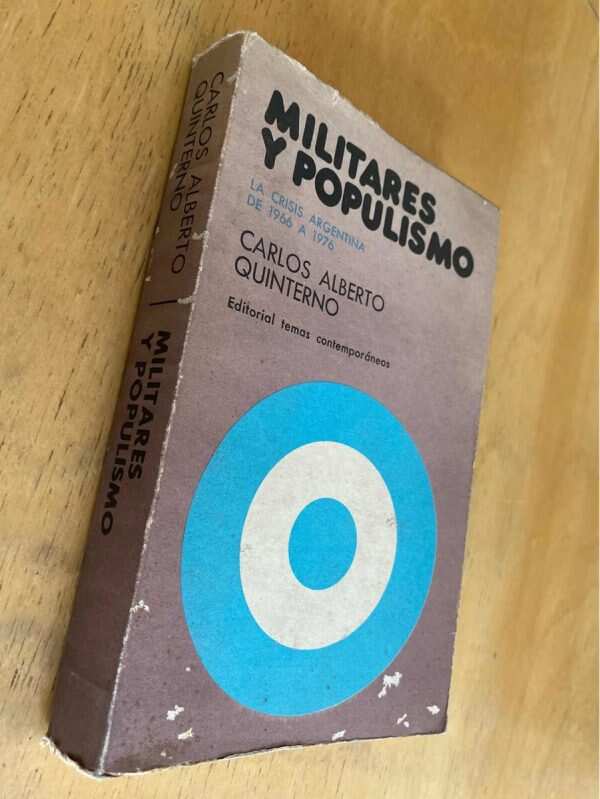 MILITARES
Y POPULISMO
LA CRISIS ARGENTINA
DE 1966 A 1976
CARLOS ALBERTO
QUINTERNO
Editorial temas contemporáneos
CARLOS ALBERTO
QUINTERNO
MILITARES
Y POPULISMO